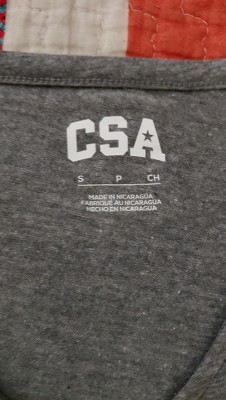 CSA
S P CH
MADE IN NICARAGUA
FABRIQUÉ AU NICARAGUA
HECHO EN NICARAGUA